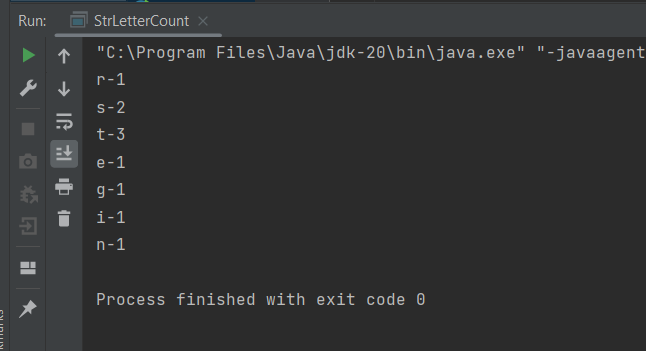 Run: StrLetterCount
"C:\Program Files\Java\jdk-20\bin\java.exe" "-javaagent
r-1
s-2
t-3
e-1
g-1
i-1
n-1
Process finished with exit code 0